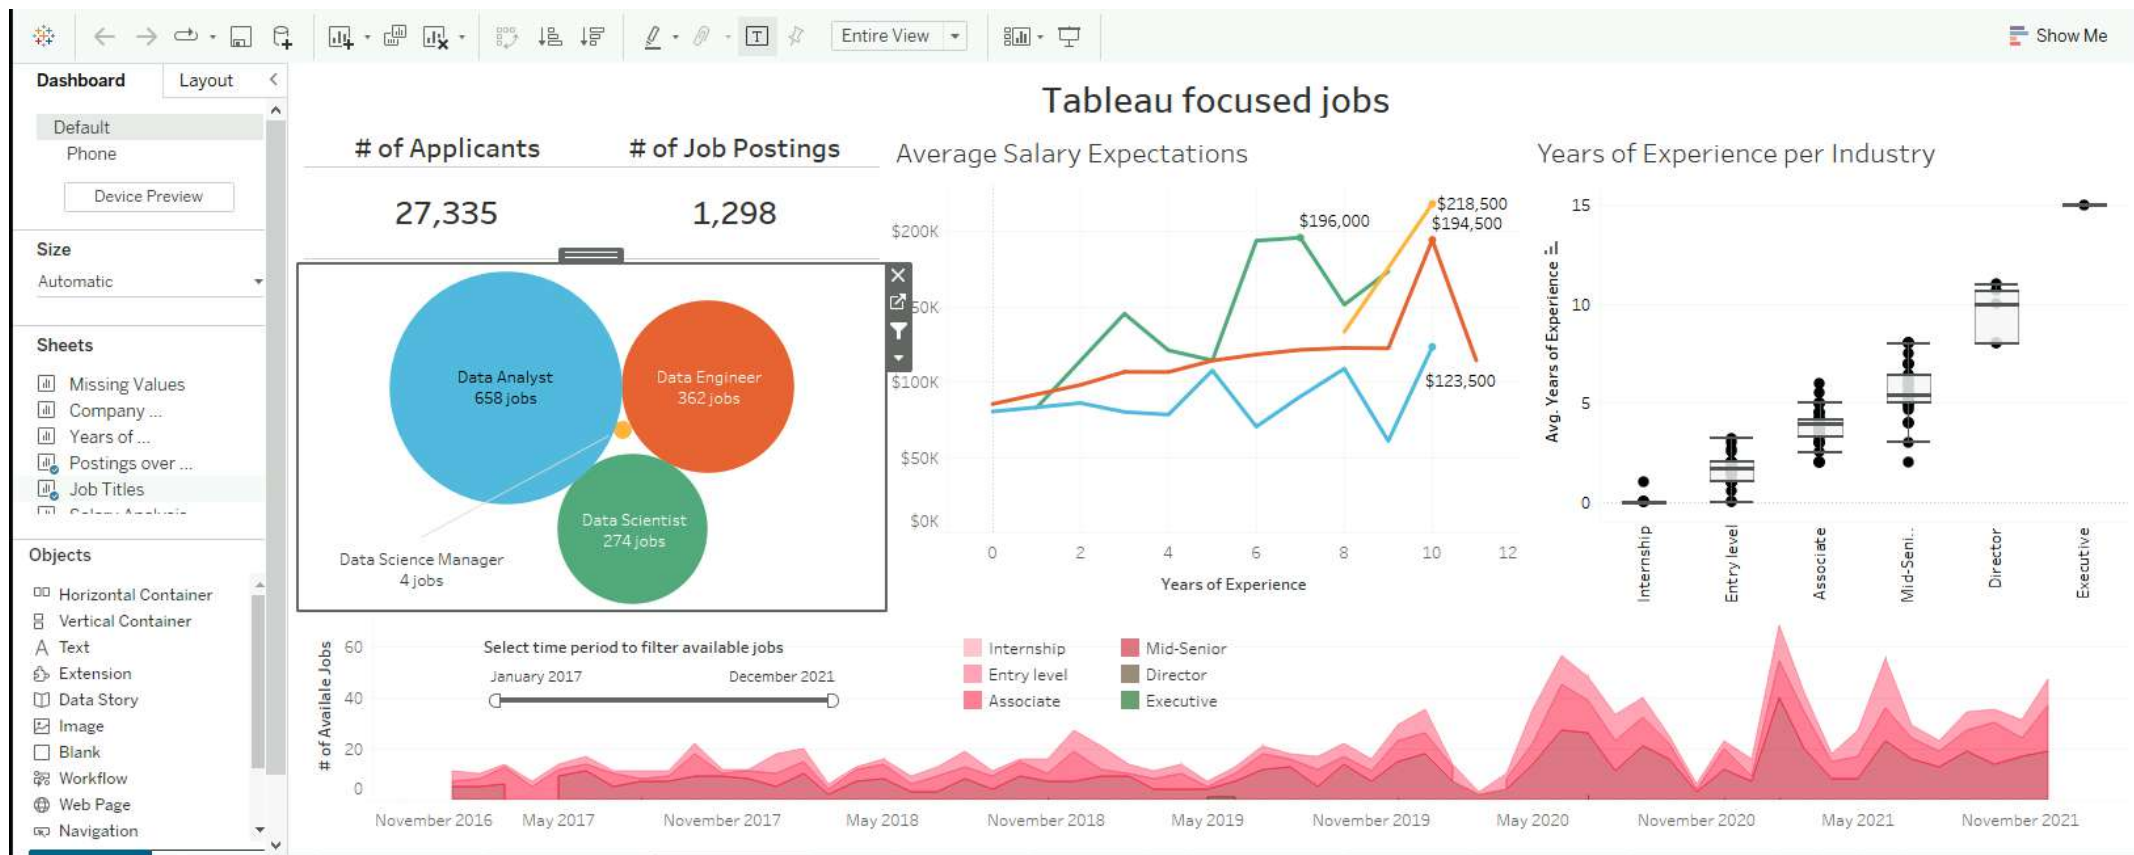 Entire View
Show Me
Dashboard
Layout
Default
Phone
Device Preview
Size
Automatic
Sheets
Missing Values
Company ...
Years of ...
Postings over ...
Job Titles
Objects
Horizontal Container
Vertical Container
Text
Extension
Data Story
Image
Blank
Workflow
Web Page
Navigation
Tableau focused jobs
# of Applicants
# of Job Postings
27,335
1,298
Data Analyst
658 jobs
Data Engineer
362 jobs
Data Scientist
274 jobs
Data Science Manager
4 jobs
Average Salary Expectations
$200K
50K
$100K
$50K
$0K
$196,000
$218,500
$194,500
$123,500
0 2 4 6 8 10 12
Years of Experience
Years of Experience per Industry
Avg. Years of Experience
15
10
5
0
Internship
Entry level
Associate
Mid-Seni..
Director
Executive
# of Availale Jobs
60
40
20
0
Select time period to filter available jobs
January 2017 December 2021
Internship
Entry level
Associate
Mid-Senior
Director
Executive
November 2016 May 2017 November 2017 May 2018 November 2018 May 2019 November 2019 May 2020 November 2020 May 2021 November 2021